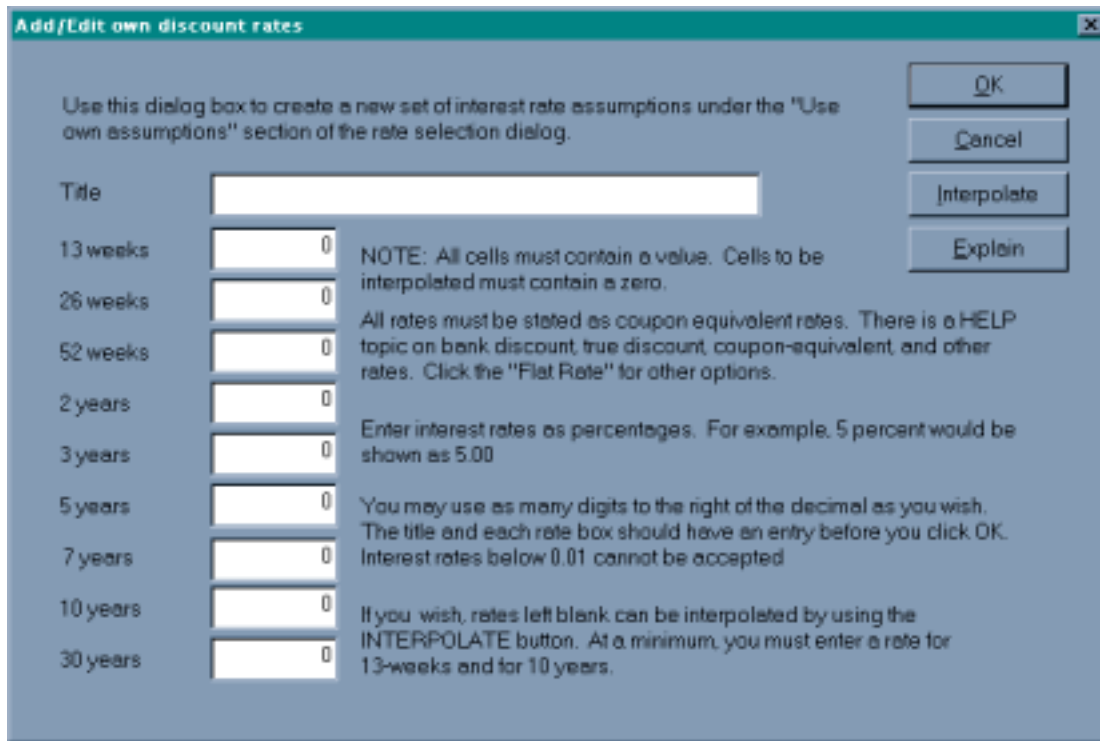 Add/Edit own discount rates
Use this dialog box to create a new set of interest rate assumptions under the "Use
own assumptions" section of the rate selection dialog.
OK
Cancel
Interpolate
Explain
Title
13 weeks 0
26 weeks 0
52 weeks 0
2 years 0
3 years 0
5 years 0
7 years 0
10 years 0
30 years 0
NOTE: All cells must contain a value. Cells to be
interpolated must contain a zero.
All rates must be stated as coupon equivalent rates. There is a HELP
topic on bank discount, true discount, coupon-equivalent, and other
rates. Click the "Flat Rate" for other options.
Enter interest rates as percentages. For example, 5 percent would be
shown as 5.00
You may use as many digits to the right of the decimal as you wish.
The title and each rate box should have an entry before you click OK.
Interest rates below 0.01 cannot be accepted
If you wish, rates left blank can be interpolated by using the
INTERPOLATE button. At a minimum, you must enter a rate for
13-weeks and for 10 years.